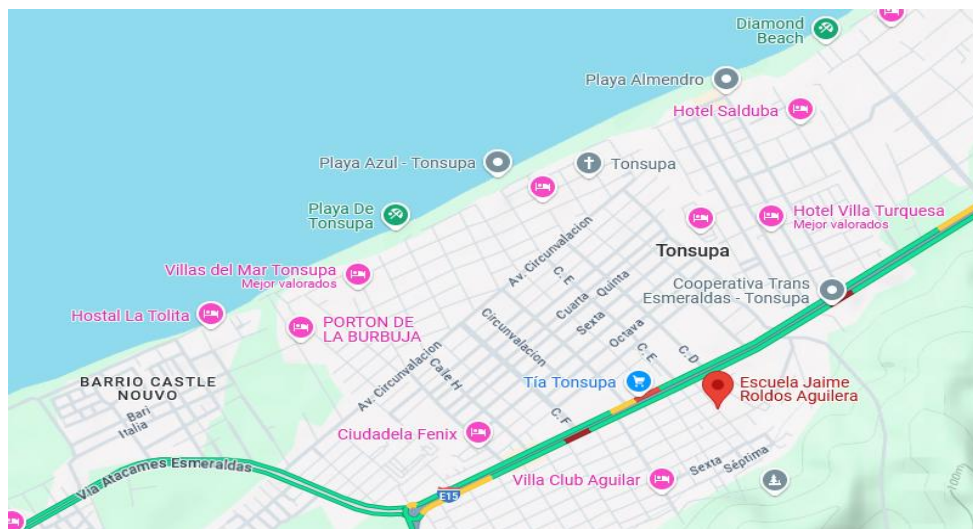 Diamond
Beach
Playa Almendro
Hotel Salduba
Playa Azul - Tonsupa
Tonsupa
Playa De
Tonsupa
Hotel Villa Turquesa
Mejor valorados
Tonsupa
Av. Circunvalacion
C. E
Quinta
Cuarta
Sexta
Octava
Villas del Mar Tonsupa
Mejor valorados
Cooperativa Trans
Esmeraldas - Tonsupa
Hostal La Tolita
PORTON DE
LA BURBUJA
Circunvalacion
C. E
C. D
Av. Circunvalacion
Calle H
BARRIO CASTLE
NOUVO
Bari
Italia
Tía Tonsupa
Escuela Jaime
Roldos Aguilera
C. F
Ciudadela Fenix
Vía Atacames Esmeraldas
Villa Club Aguilar
Sexta
Séptima
E15
100m